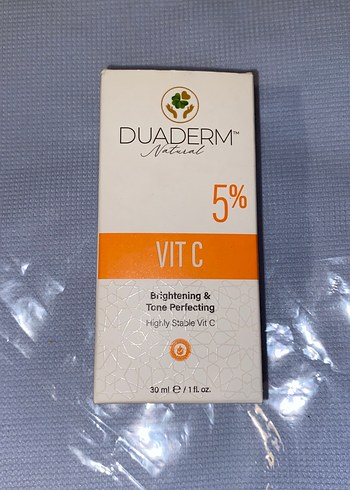 DUADERM™
Natural
5%
VIT C
Brightening &
Tone Perfecting
Highly Stable Vit C
30 ml ℮ / 1 fl. oz.